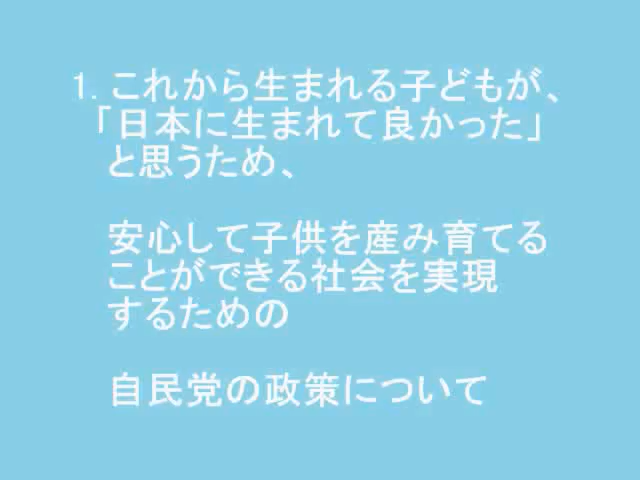 1. これから生まれる子どもが、
「日本に生まれて良かった」
と思うため、
安心して子供を産み育てる
ことができる社会を実現
するための
自民党の政策について